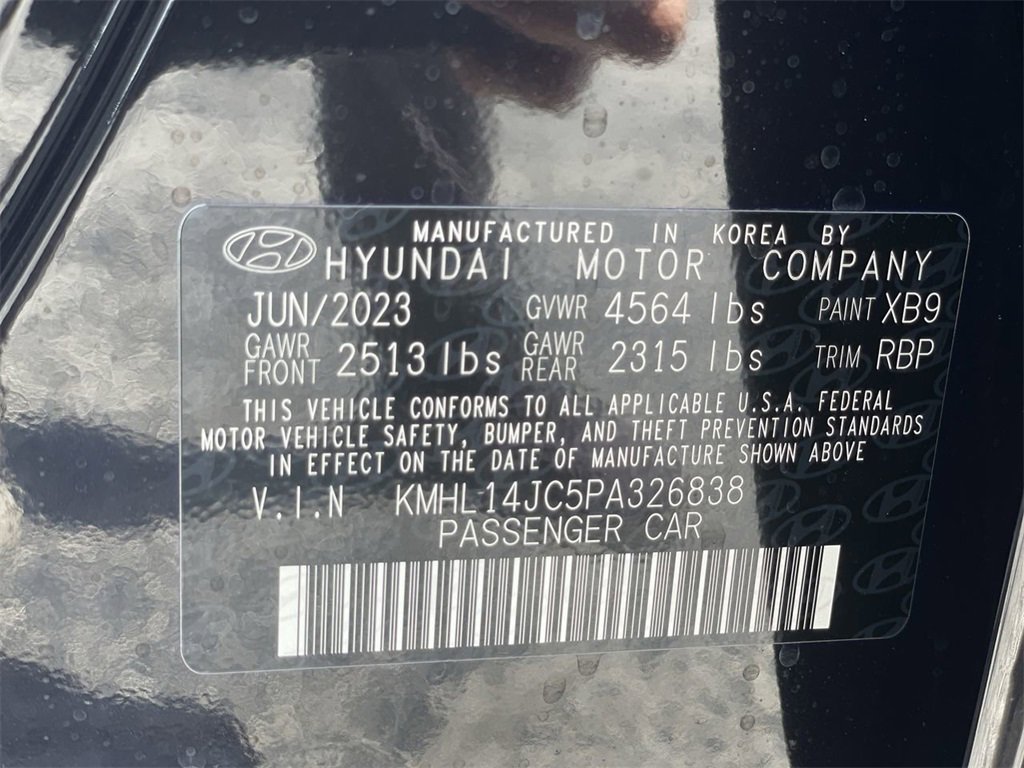 MANUFACTURED IN KOREA BY
HYUNDAI MOTOR COMPANY
JUN/2023 GVWR 4564 lbs PAINT XB9
GAWR FRONT 2513 lbs GAWR REAR 2315 lbs TRIM RBP
THIS VEHICLE CONFORMS TO ALL APPLICABLE U.S.A. FEDERAL
MOTOR VEHICLE SAFETY, BUMPER, AND THEFT PREVENTION STANDARDS
IN EFFECT ON THE DATE OF MANUFACTURE SHOWN ABOVE
V.I.N KMHL14JC5PA326838
PASSENGER CAR